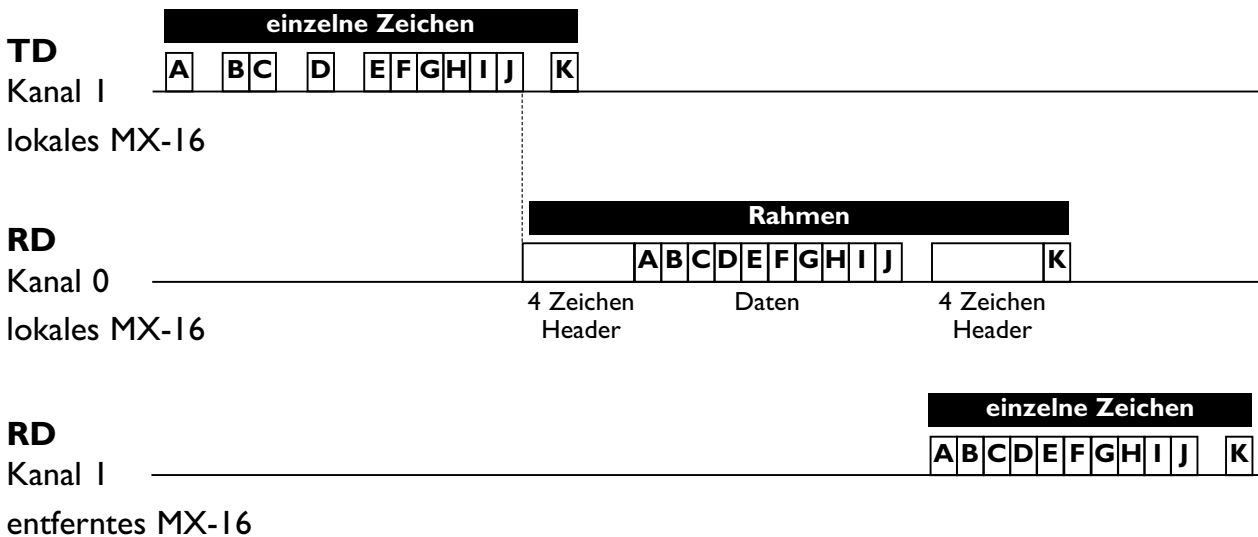 einzelne Zeichen
TD
A B C D E F G H I J K
Kanal 1
lokales MX-16
Rahmen
RD
A B C D E F G H I J K
Kanal 0
4 Zeichen Header
Daten
4 Zeichen Header
lokales MX-16
einzelne Zeichen
RD
A B C D E F G H I J K
Kanal 1
entferntes MX-16